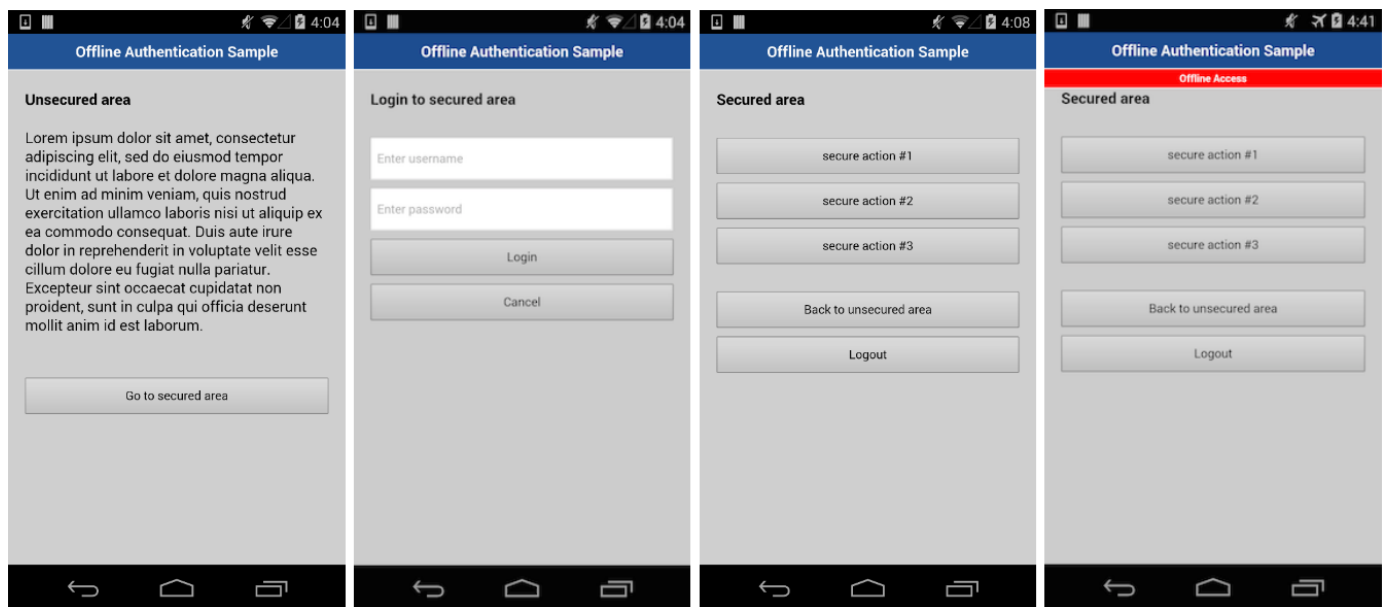 4:04
Offline Authentication Sample
Unsecured area
Lorem ipsum dolor sit amet, consectetur
adipiscing elit, sed do eiusmod tempor
incididunt ut labore et dolore magna aliqua.
Ut enim ad minim veniam, quis nostrud
exercitation ullamco laboris nisi ut aliquip ex
ea commodo consequat. Duis aute irure
dolor in reprehenderit in voluptate velit esse
cillum dolore eu fugiat nulla pariatur.
Excepteur sint occaecat cupidatat non
proident, sunt in culpa qui officia deserunt
mollit anim id est laborum.
Go to secured area
4:04
Offline Authentication Sample
Login to secured area
Enter username
Enter password
Login
Cancel
4:08
Offline Authentication Sample
Secured area
secure action #1
secure action #2
secure action #3
Back to unsecured area
Logout
4:41
Offline Authentication Sample
Offline Access
Secured area
secure action #1
secure action #2
secure action #3
Back to unsecured area
Logout